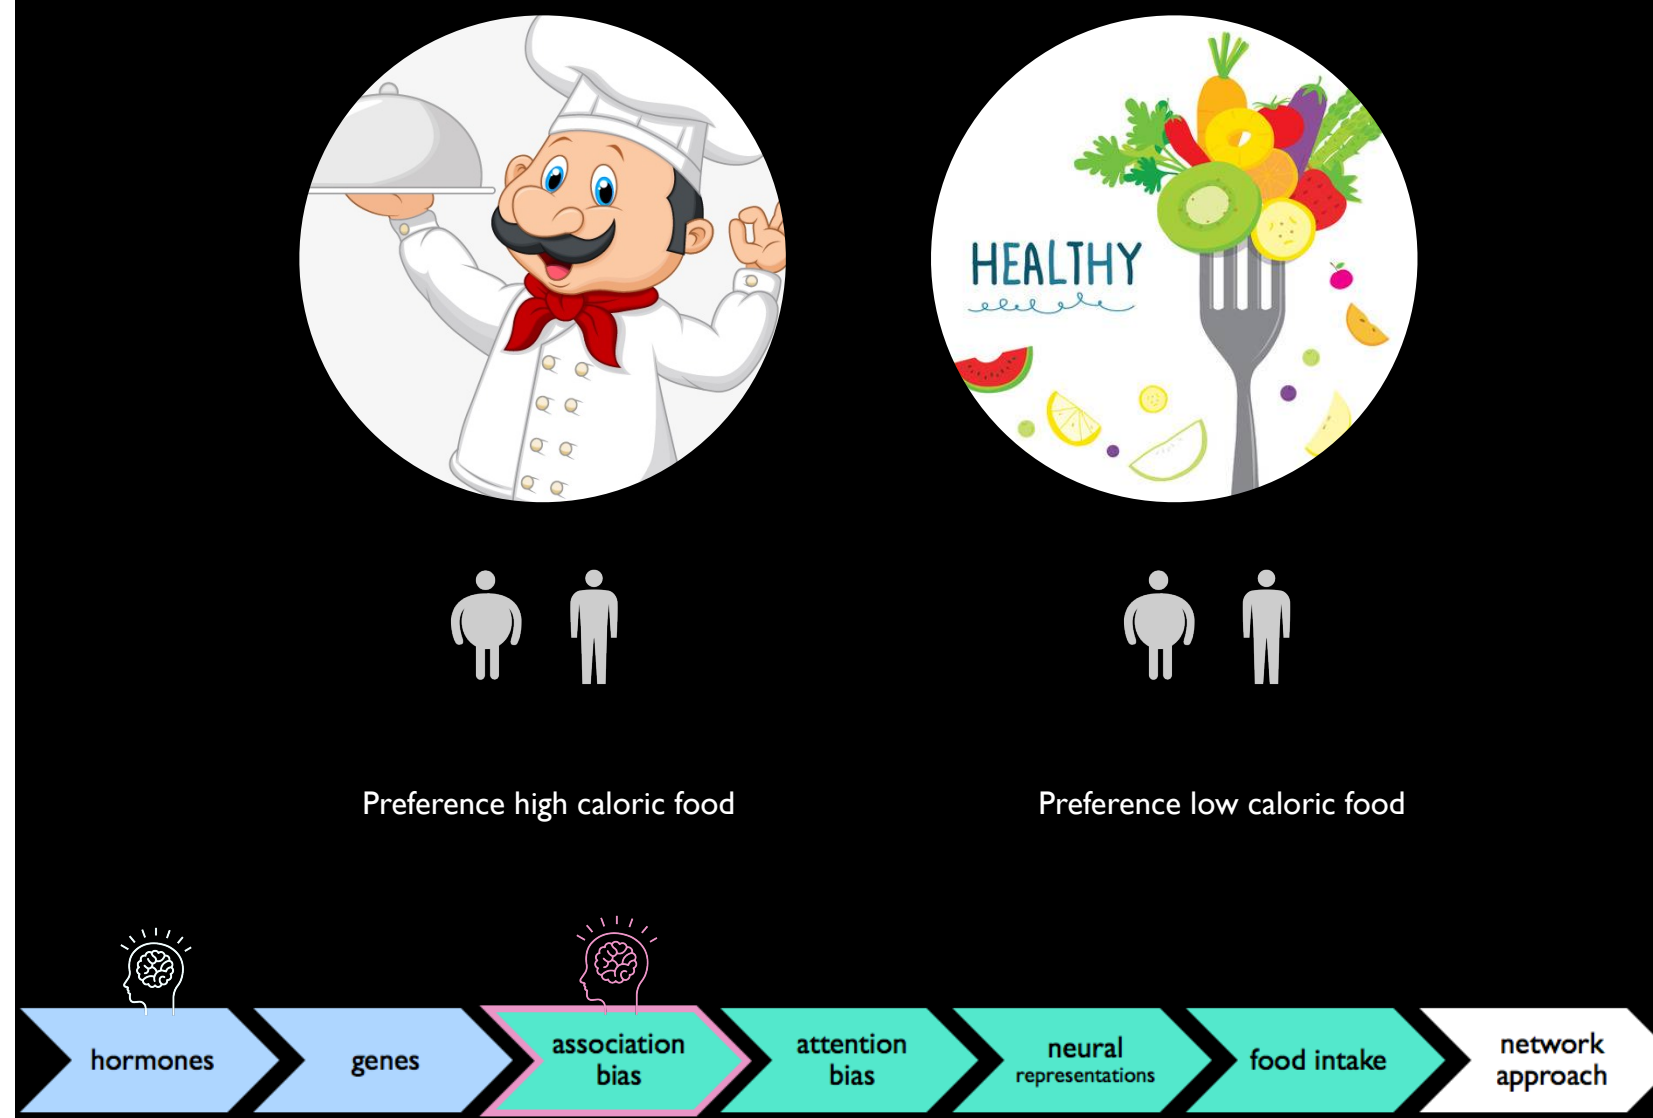 HEALTHY
Preference high caloric food
Preference low caloric food
hormones
genes
association
bias
attention
bias
neural
representations
food intake
network
approach